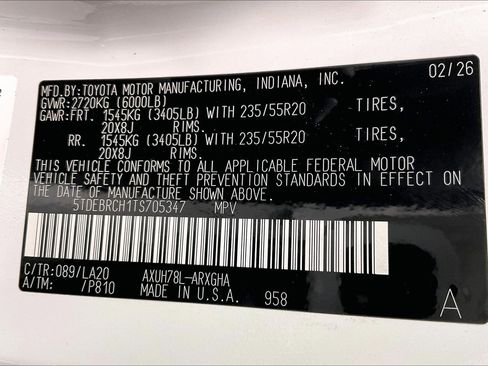 MFD.BY:TOYOTA MOTOR MANUFACTURING, INDIANA, INC. 02/26
GVWR:2720KG (6000LB)
GAWR:FRT. 1545KG (3405LB) WITH 235/55R20 TIRES,
20X8J RIMS.
RR. 1545KG (3405LB) WITH 235/55R20 TIRES,
20X8J RIMS.
THIS VEHICLE CONFORMS TO ALL APPLICABLE FEDERAL MOTOR
VEHICLE SAFETY AND THEFT PREVENTION STANDARDS IN EFFECT ON
THE DATE OF MANUFACTURE SHOWN ABOVE.
5TDEBRCH1TS705347 MPV
C/TR:089/LA20 AXUH78L-ARXGHA
A/TM: /P810 MADE IN U.S.A. 958 A